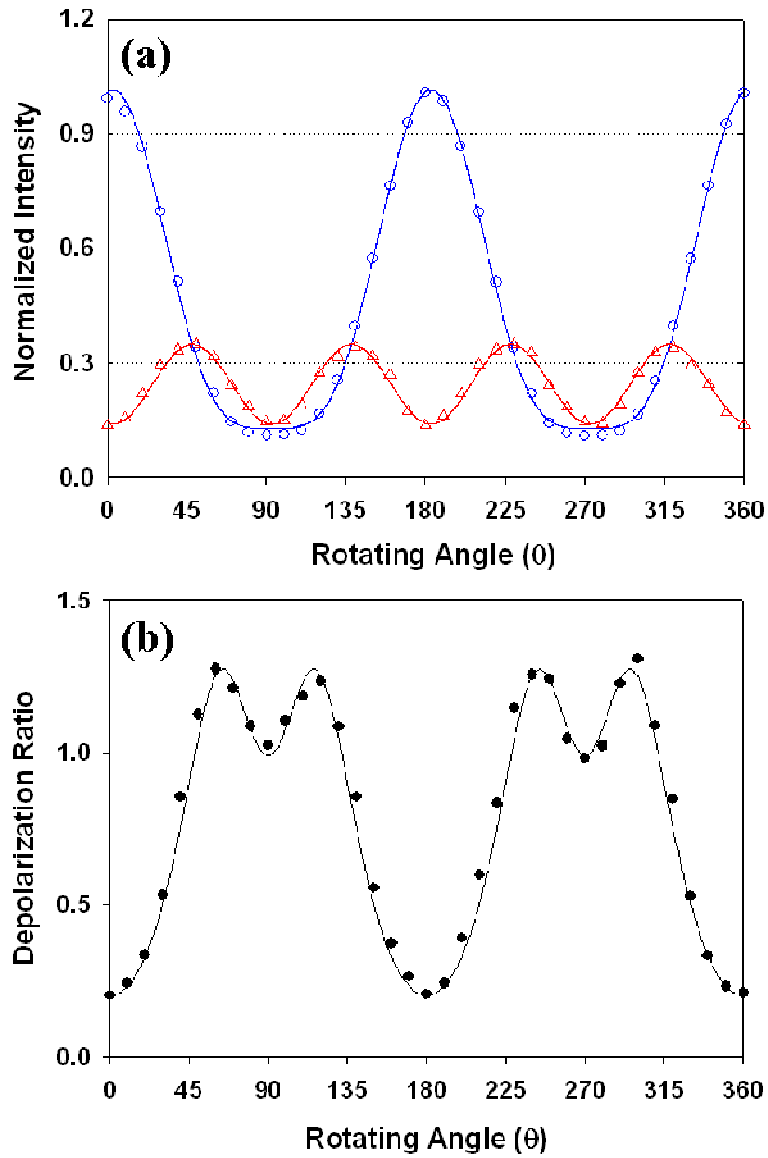 (a)
1.2
0.9
0.6
0.3
0.0
Normalized Intensity
0 45 90 135 180 225 270 315 360
Rotating Angle (θ)
(b)
1.5
1.0
0.5
0.0
Depolarization Ratio
0 45 90 135 180 225 270 315 360
Rotating Angle (θ)